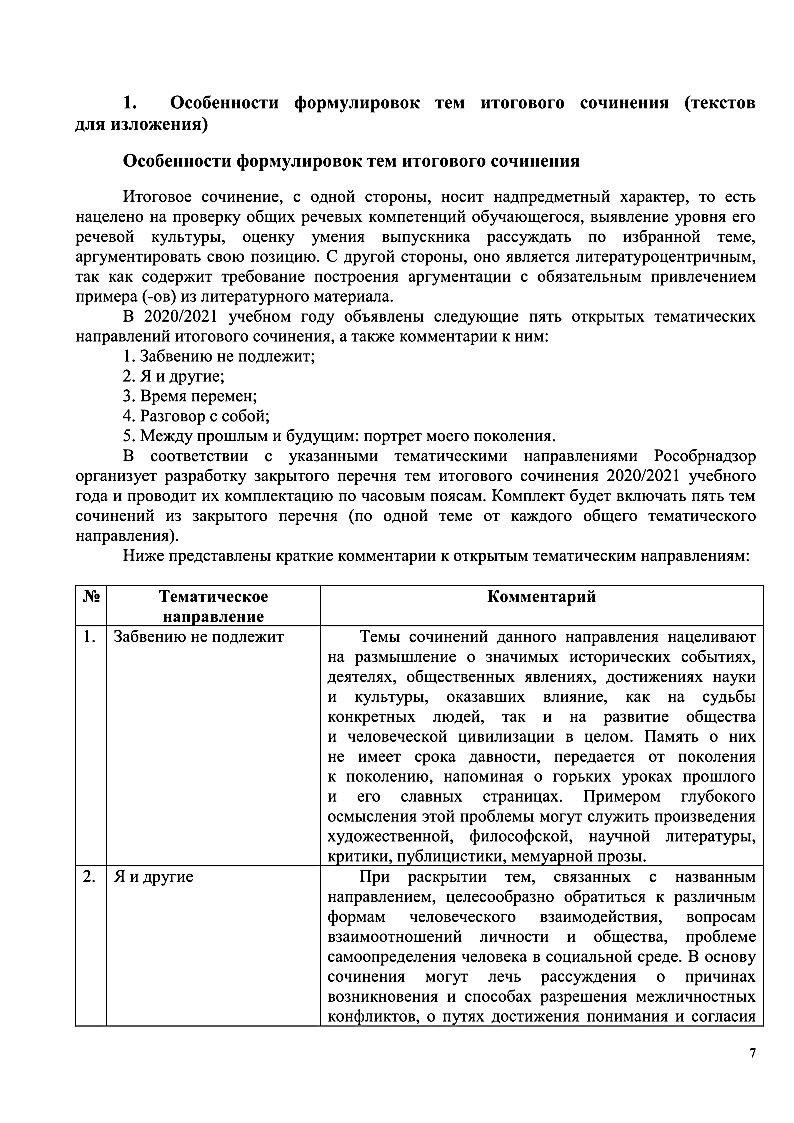 1. Особенности формулировок тем итогового сочинения (текстов
для изложения)
Особенности формулировок тем итогового сочинения
Итоговое сочинение, с одной стороны, носит надпредметный характер, то есть
нацелено на проверку общих речевых компетенций обучающегося, выявление уровня его
речевой культуры, оценку умения выпускника рассуждать по избранной теме,
аргументировать свою позицию. С другой стороны, оно является литературоцентричным,
так как содержит требование построения аргументации с обязательным привлечением
примера (-ов) из литературного материала.
В 2020/2021 учебном году объявлены следующие пять открытых тематических
направлений итогового сочинения, а также комментарии к ним:
1. Забвению не подлежит;
2. Я и другие;
3. Время перемен;
4. Разговор с собой;
5. Между прошлым и будущим: портрет моего поколения.
В соответствии с указанными тематическими направлениями Рособрнадзор
организует разработку закрытого перечня тем итогового сочинения 2020/2021 учебного
года и проводит их комплектацию по часовым поясам. Комплект будет включать пять тем
сочинений из закрытого перечня (по одной теме от каждого общего тематического
направления).
Ниже представлены краткие комментарии к открытым тематическим направлениям:
№ Тематическое Комментарий
направление
1. Забвению не подлежит Темы сочинений данного направления нацеливают
на размышление о значимых исторических событиях,
деятелях, общественных явлениях, достижениях науки
и культуры, оказавших влияние, как на судьбы
конкретных людей, так и на развитие общества
и человеческой цивилизации в целом. Память о них
не имеет срока давности, передается от поколения
к поколению, напоминая о горьких уроках прошлого
и его славных страницах. Примером глубокого
осмысления этой проблемы могут служить произведения
художественной, философской, научной литературы,
критики, публицистики, мемуарной прозы.
2. Я и другие При раскрытии тем, связанных с названным
направлением, целесообразно обратиться к различным
формам человеческого взаимодействия, вопросам
взаимоотношений личности и общества, проблеме
самоопределения человека в социальной среде. В основу
сочинения могут лечь рассуждения о причинах
возникновения и способах разрешения межличностных
конфликтов, о путях достижения понимания и согласия
7